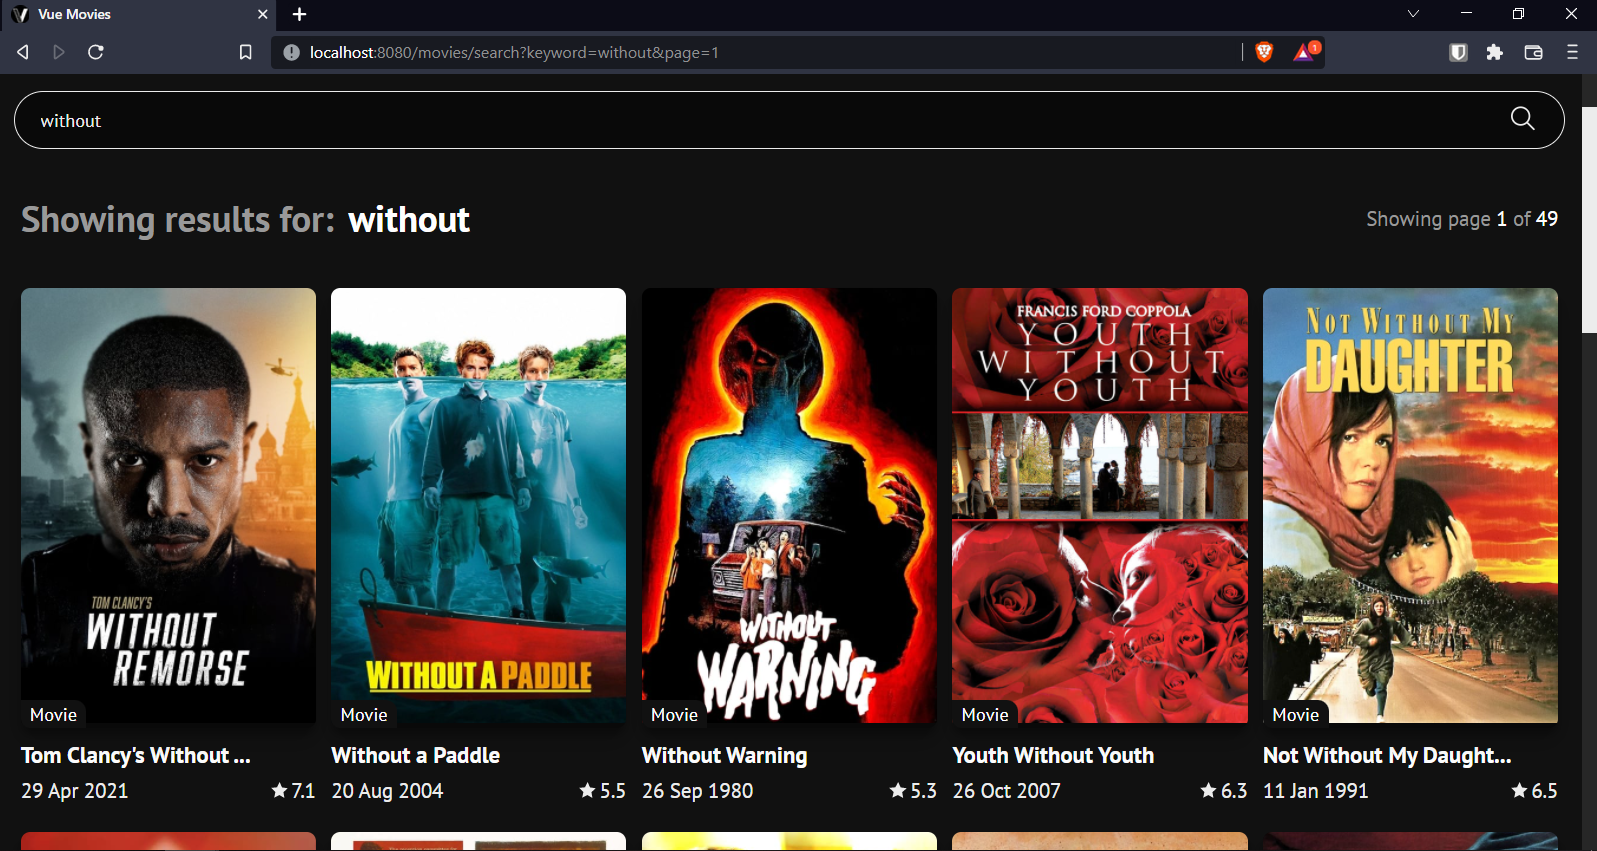 Vue Movies
localhost:8080/movies/search?keyword=without&page=1
1
without
Showing results for: without
Showing page 1 of 49
TOM CLANCY'S
WITHOUT
REMORSE
Movie
Tom Clancy's Without ...
29 Apr 2021
7.1
WITHOUT A PADDLE
Movie
Without a Paddle
20 Aug 2004
5.5
WITHOUT
WARNING
Movie
Without Warning
26 Sep 1980
5.3
FRANCIS FORD COPPOLA
YOUTH
WITHOUT
YOUTH
Movie
Youth Without Youth
26 Oct 2007
6.3
NOT WITHOUT MY
DAUGHTER
Movie
Not Without My Daught...
11 Jan 1991
6.5